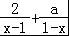 2/(x-1) + a/(1-x)